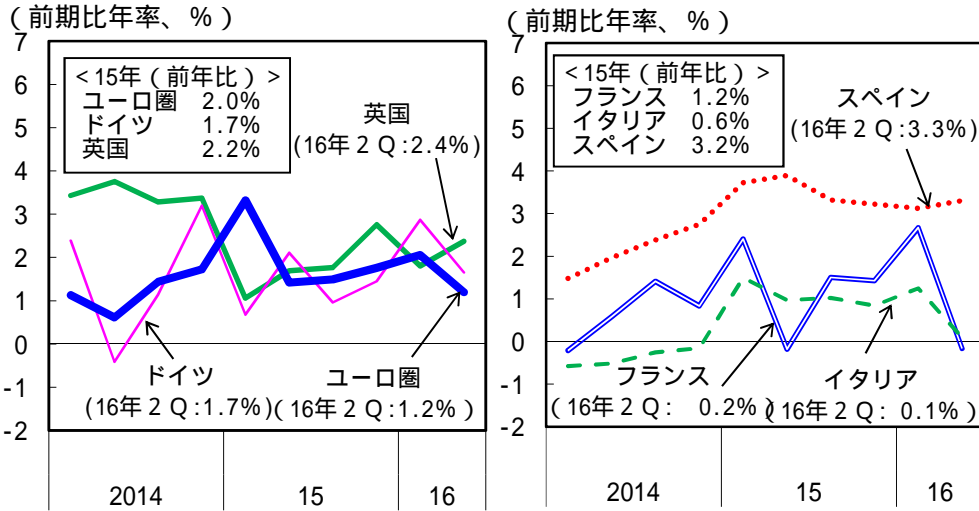 （前期比年率、％）
7
6
5
4
3
2
1
0
-1
-2
＜15年（前年比）＞
ユーロ圏 2.0%
ドイツ 1.7%
英国 2.2%
英国
(16年２Ｑ:2.4%)
ドイツ
(16年２Ｑ:1.7%)
ユーロ圏
(16年２Ｑ:1.2%)
2014 15 16
（前期比年率、％）
7
6
5
4
3
2
1
0
-1
-2
＜15年（前年比）＞
フランス 1.2%
イタリア 0.6%
スペイン 3.2%
スペイン
(16年２Ｑ:3.3%)
フランス
(16年２Ｑ: 0.2%)
イタリア
(16年２Ｑ: 0.1%)
2014 15 16